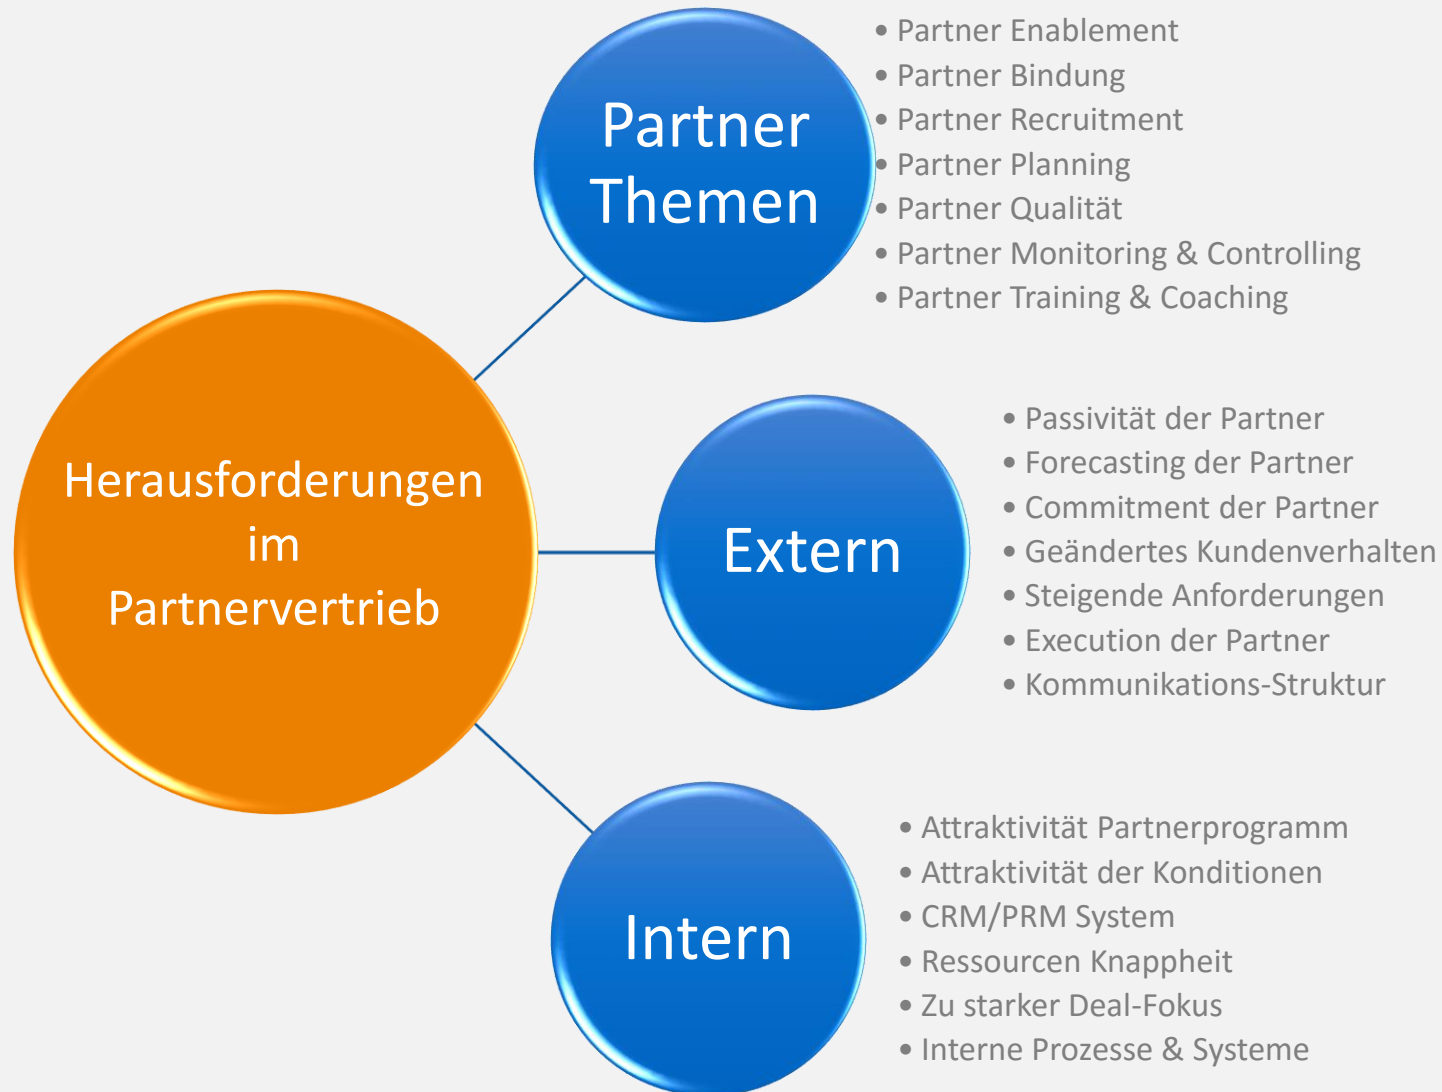 Herausforderungen
im
Partnervertrieb
Partner
Themen
• Partner Enablement
• Partner Bindung
• Partner Recruitment
• Partner Planning
• Partner Qualität
• Partner Monitoring & Controlling
• Partner Training & Coaching
Extern
• Passivität der Partner
• Forecasting der Partner
• Commitment der Partner
• Geändertes Kundenverhalten
• Steigende Anforderungen
• Execution der Partner
• Kommunikations-Struktur
Intern
• Attraktivität Partnerprogramm
• Attraktivität der Konditionen
• CRM/PRM System
• Ressourcen Knappheit
• Zu starker Deal-Fokus
• Interne Prozesse & Systeme